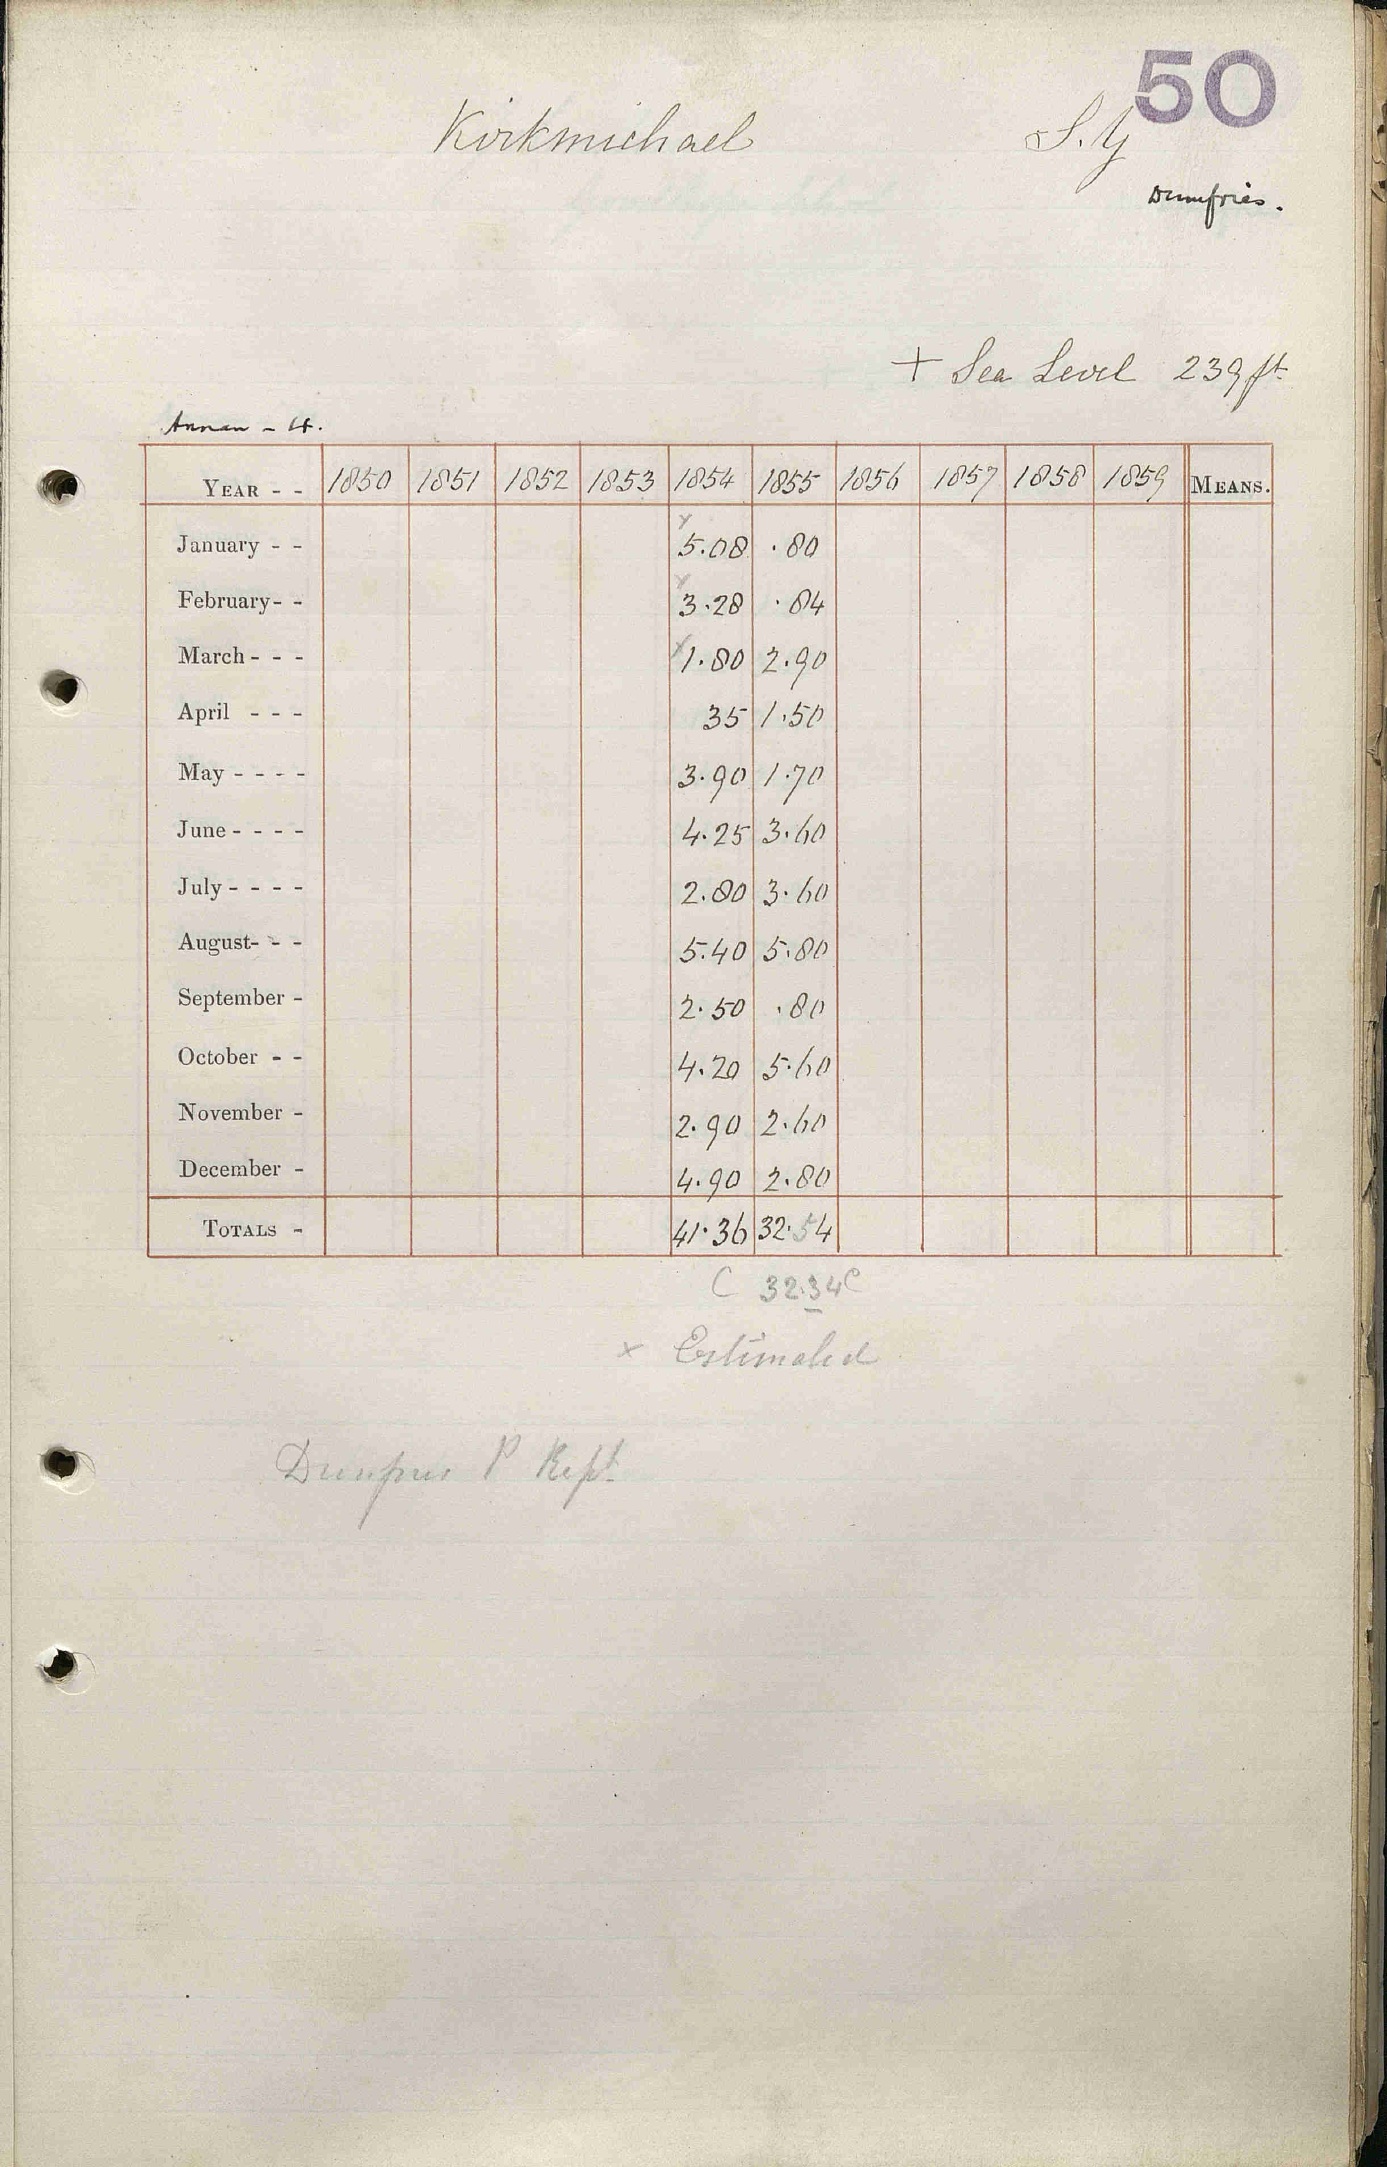 50
Kirkmichael S.G
Dumfries.
+ Sea Level 239 ft
Annan - 
YEAR - - 1850 1851 1852 1853 1854 1855 1856 1857 1858 1859 MEANS.
January - - x 5.08 .80
February- - x 3.28 .84
March - - - x 1.80 2.90
April - - - 35 1.50
May - - - - 3.90 1.70
June - - - - 4.25 3.60
July - - - - 2.80 3.60
August- - - 5.40 5.80
September - 2.50 .80
October - - 4.20 5.60
November - 2.90 2.60
December - 4.90 2.80
TOTALS - 41.36 32.54
C 32.34 C
x Estimated
Dumfries P Rept